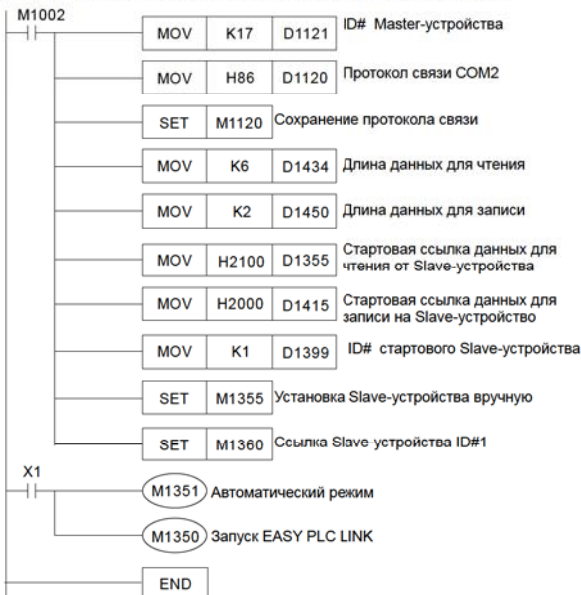 M1002
MOV K17 D1121 ID# Master-устройства
MOV H86 D1120 Протокол связи COM2
SET M1120 Сохранение протокола связи
MOV K6 D1434 Длина данных для чтения
MOV K2 D1450 Длина данных для записи
MOV H2100 D1355 Стартовая ссылка данных для
чтения от Slave-устройства
MOV H2000 D1415 Стартовая ссылка данных для
записи на Slave-устройство
MOV K1 D1399 ID# стартового Slave-устройства
SET M1355 Установка Slave-устройства вручную
SET M1360 Ссылка Slave устройства ID#1
X1
M1351 Автоматический режим
M1350 Запуск EASY PLC LINK
END